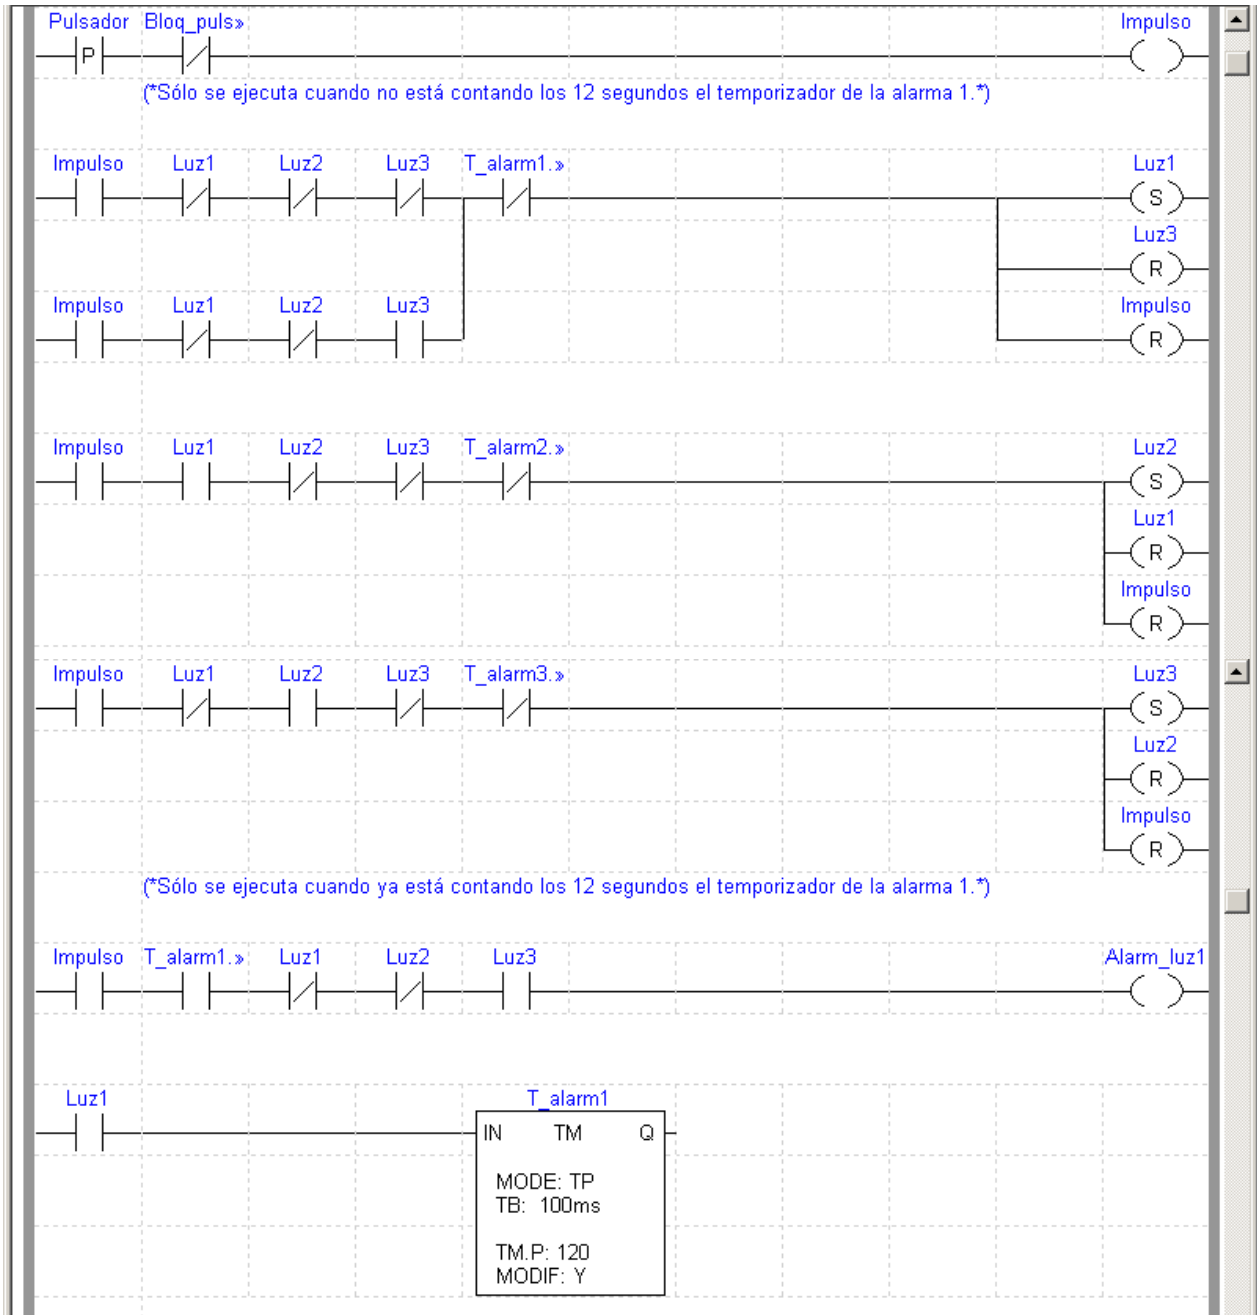 Pulsador Bloq_puls» Impulso
P
(*Sólo se ejecuta cuando no está contando los 12 segundos el temporizador de la alarma 1.*)
Impulso Luz1 Luz2 Luz3 T_alarm1.» Luz1
S
Luz3
R
Impulso Luz1 Luz2 Luz3 Impulso
R
Impulso Luz1 Luz2 Luz3 T_alarm2.» Luz2
S
Luz1
R
Impulso
R
Impulso Luz1 Luz2 Luz3 T_alarm3.» Luz3
S
Luz2
R
Impulso
R
(*Sólo se ejecuta cuando ya está contando los 12 segundos el temporizador de la alarma 1.*)
Impulso T_alarm1.» Luz1 Luz2 Luz3 Alarm_luz1
Luz1 T_alarm1
IN TM Q
MODE: TP
TB: 100ms
TM.P: 120
MODIF: Y